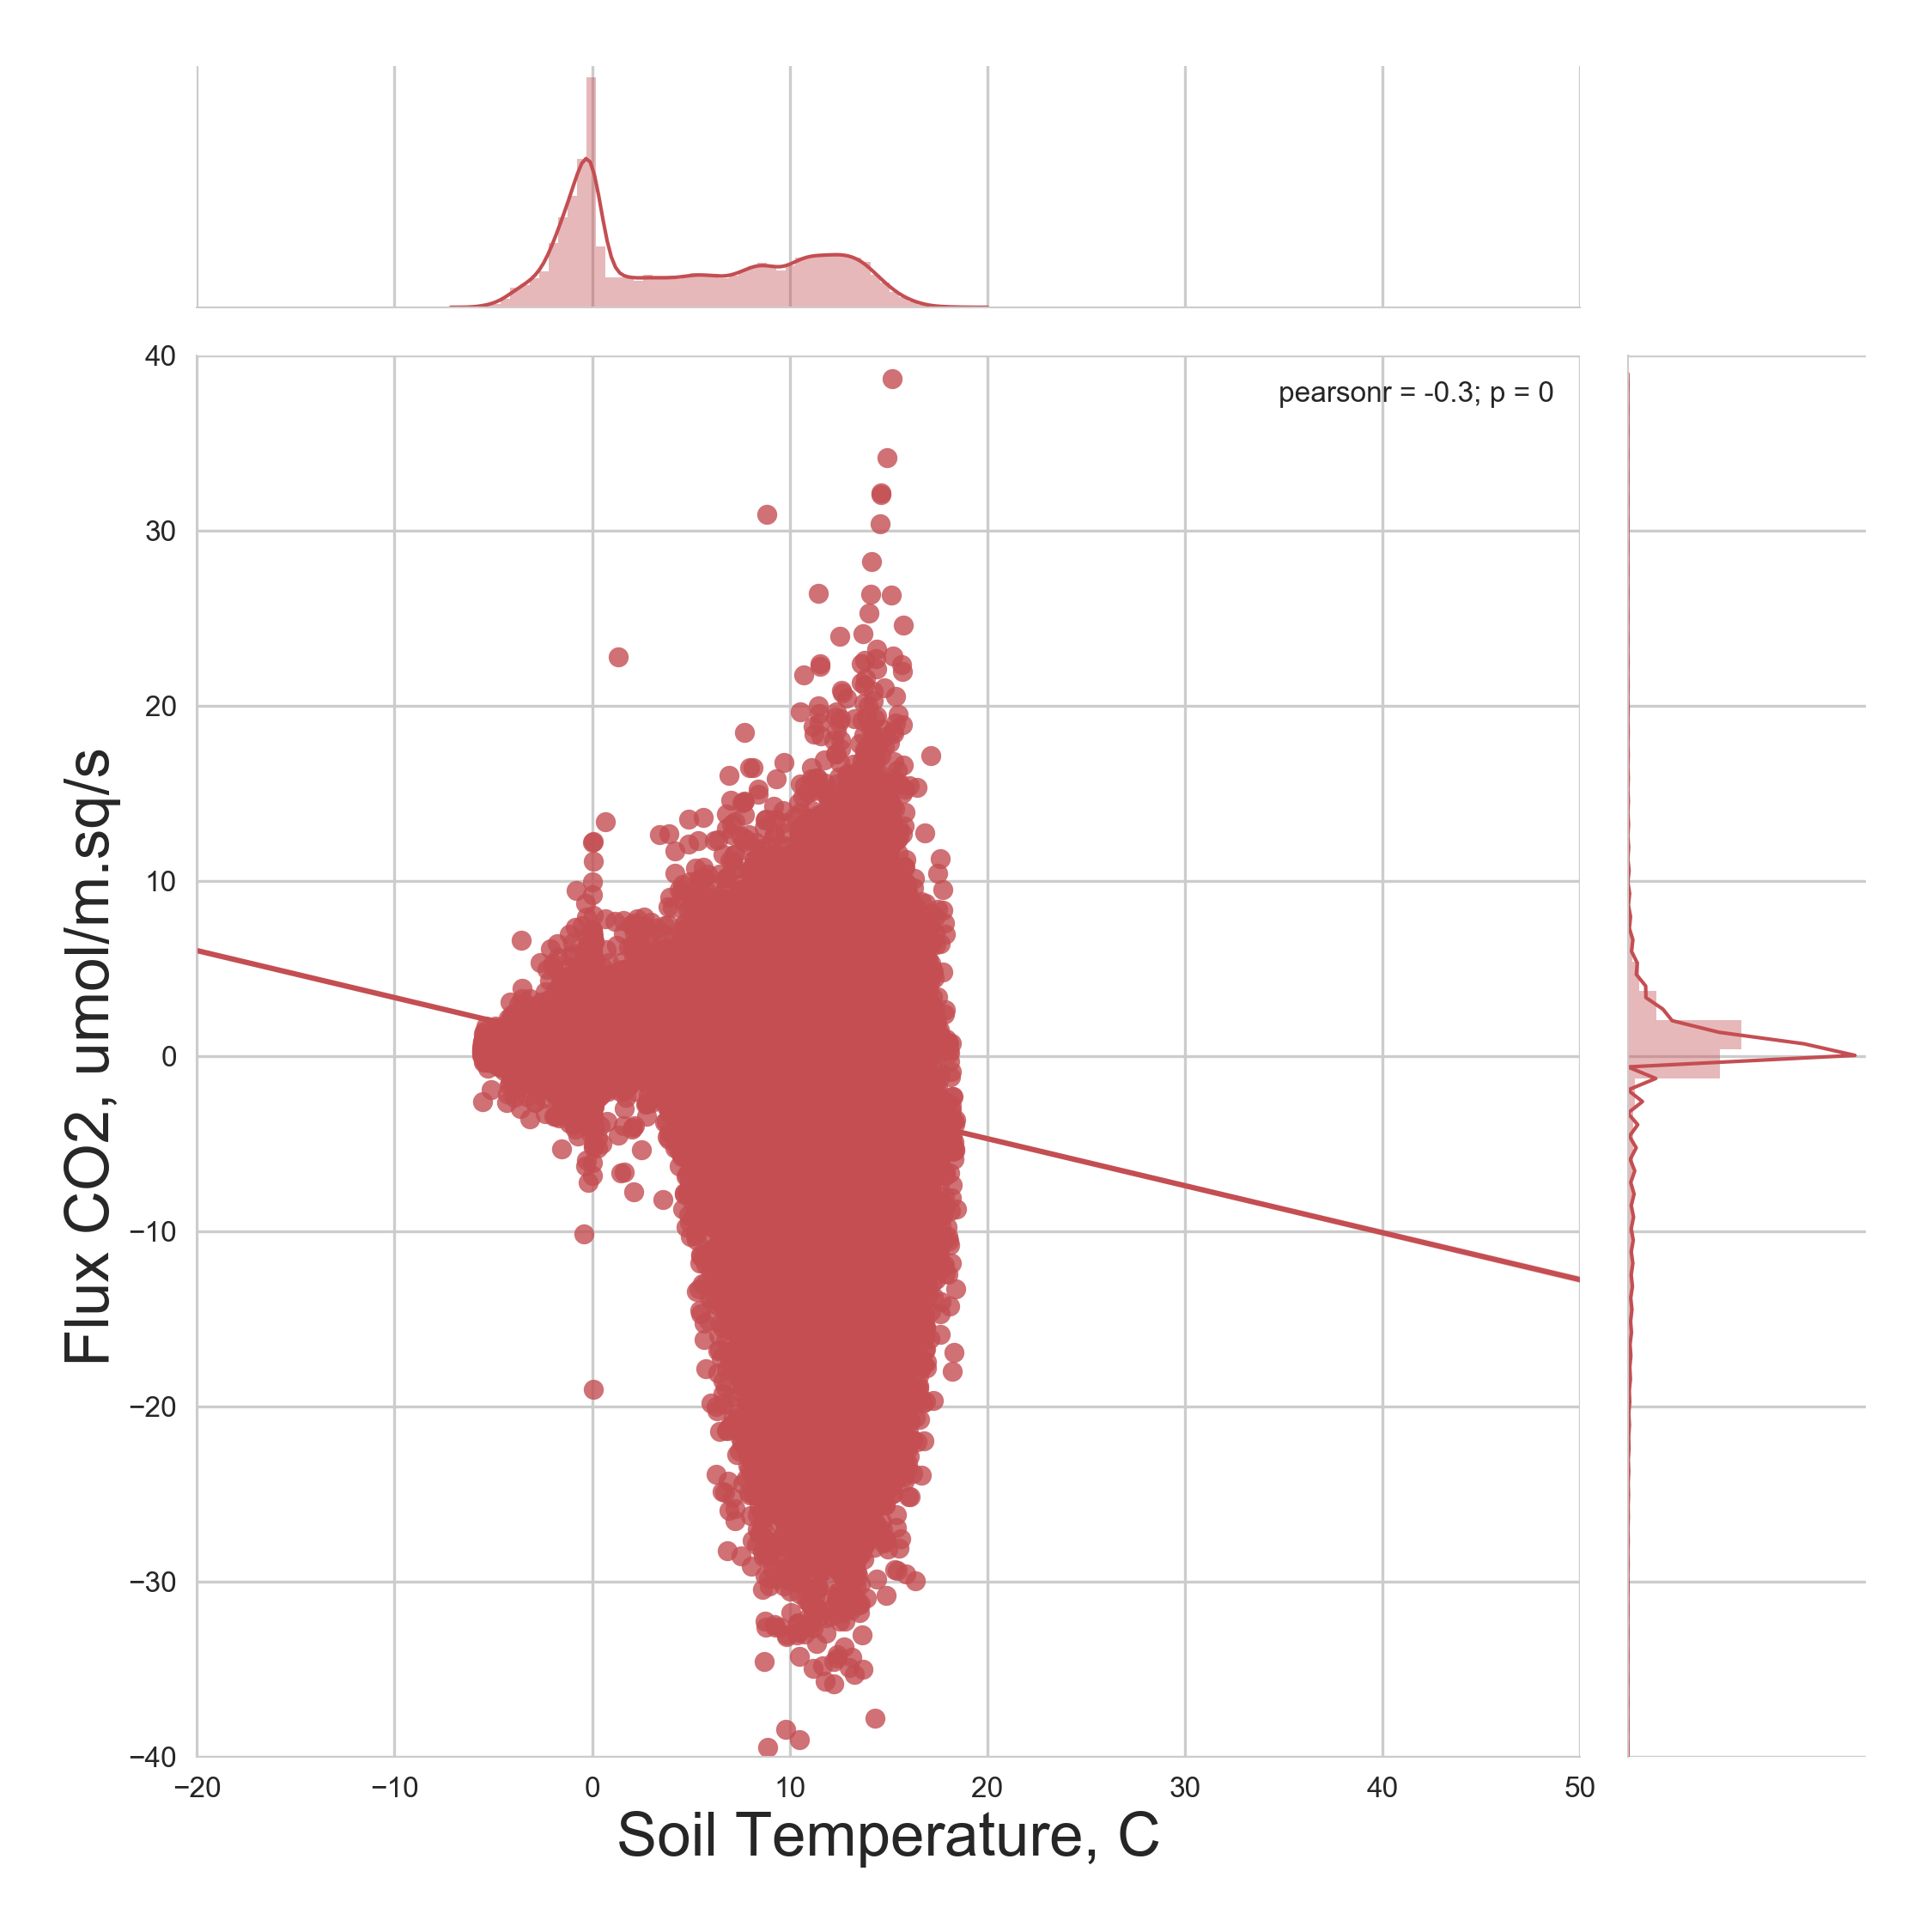 pearsonr = -0.3; p = 0
40
30
20
10
0
−10
−20
−30
−40
Flux CO2, umol/m.sq/s
−20 −10 0 10 20 30 40 50
Soil Temperature, C